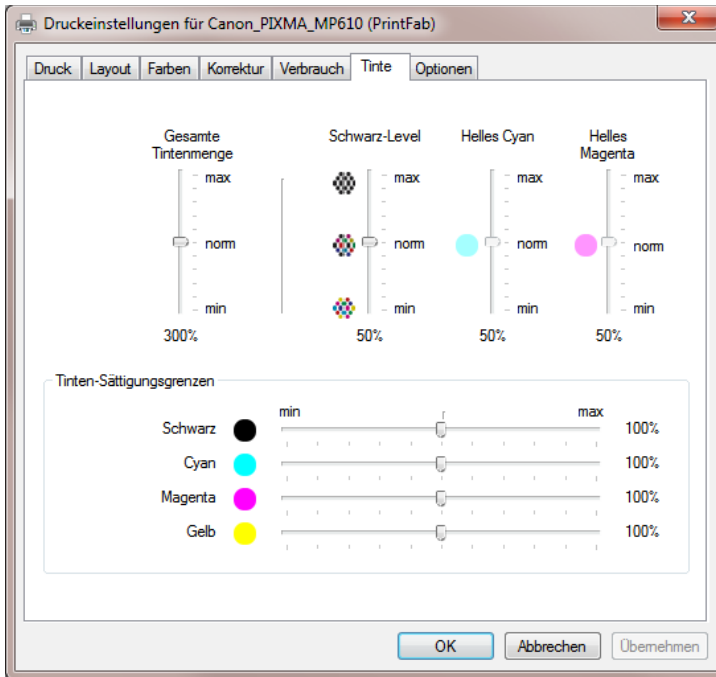 Druckeinstellungen für Canon_PIXMA_MP610 (PrintFab)
x
Druck Layout Farben Korrektur Verbrauch Tinte Optionen
Gesamte Tintenmenge
max
norm
min
300%
Schwarz-Level
max
norm
min
50%
Helles Cyan
max
norm
min
50%
Helles Magenta
max
norm
min
50%
Tinten-Sättigungsgrenzen
min max
Schwarz 100%
Cyan 100%
Magenta 100%
Gelb 100%
OK Abbrechen Übernehmen